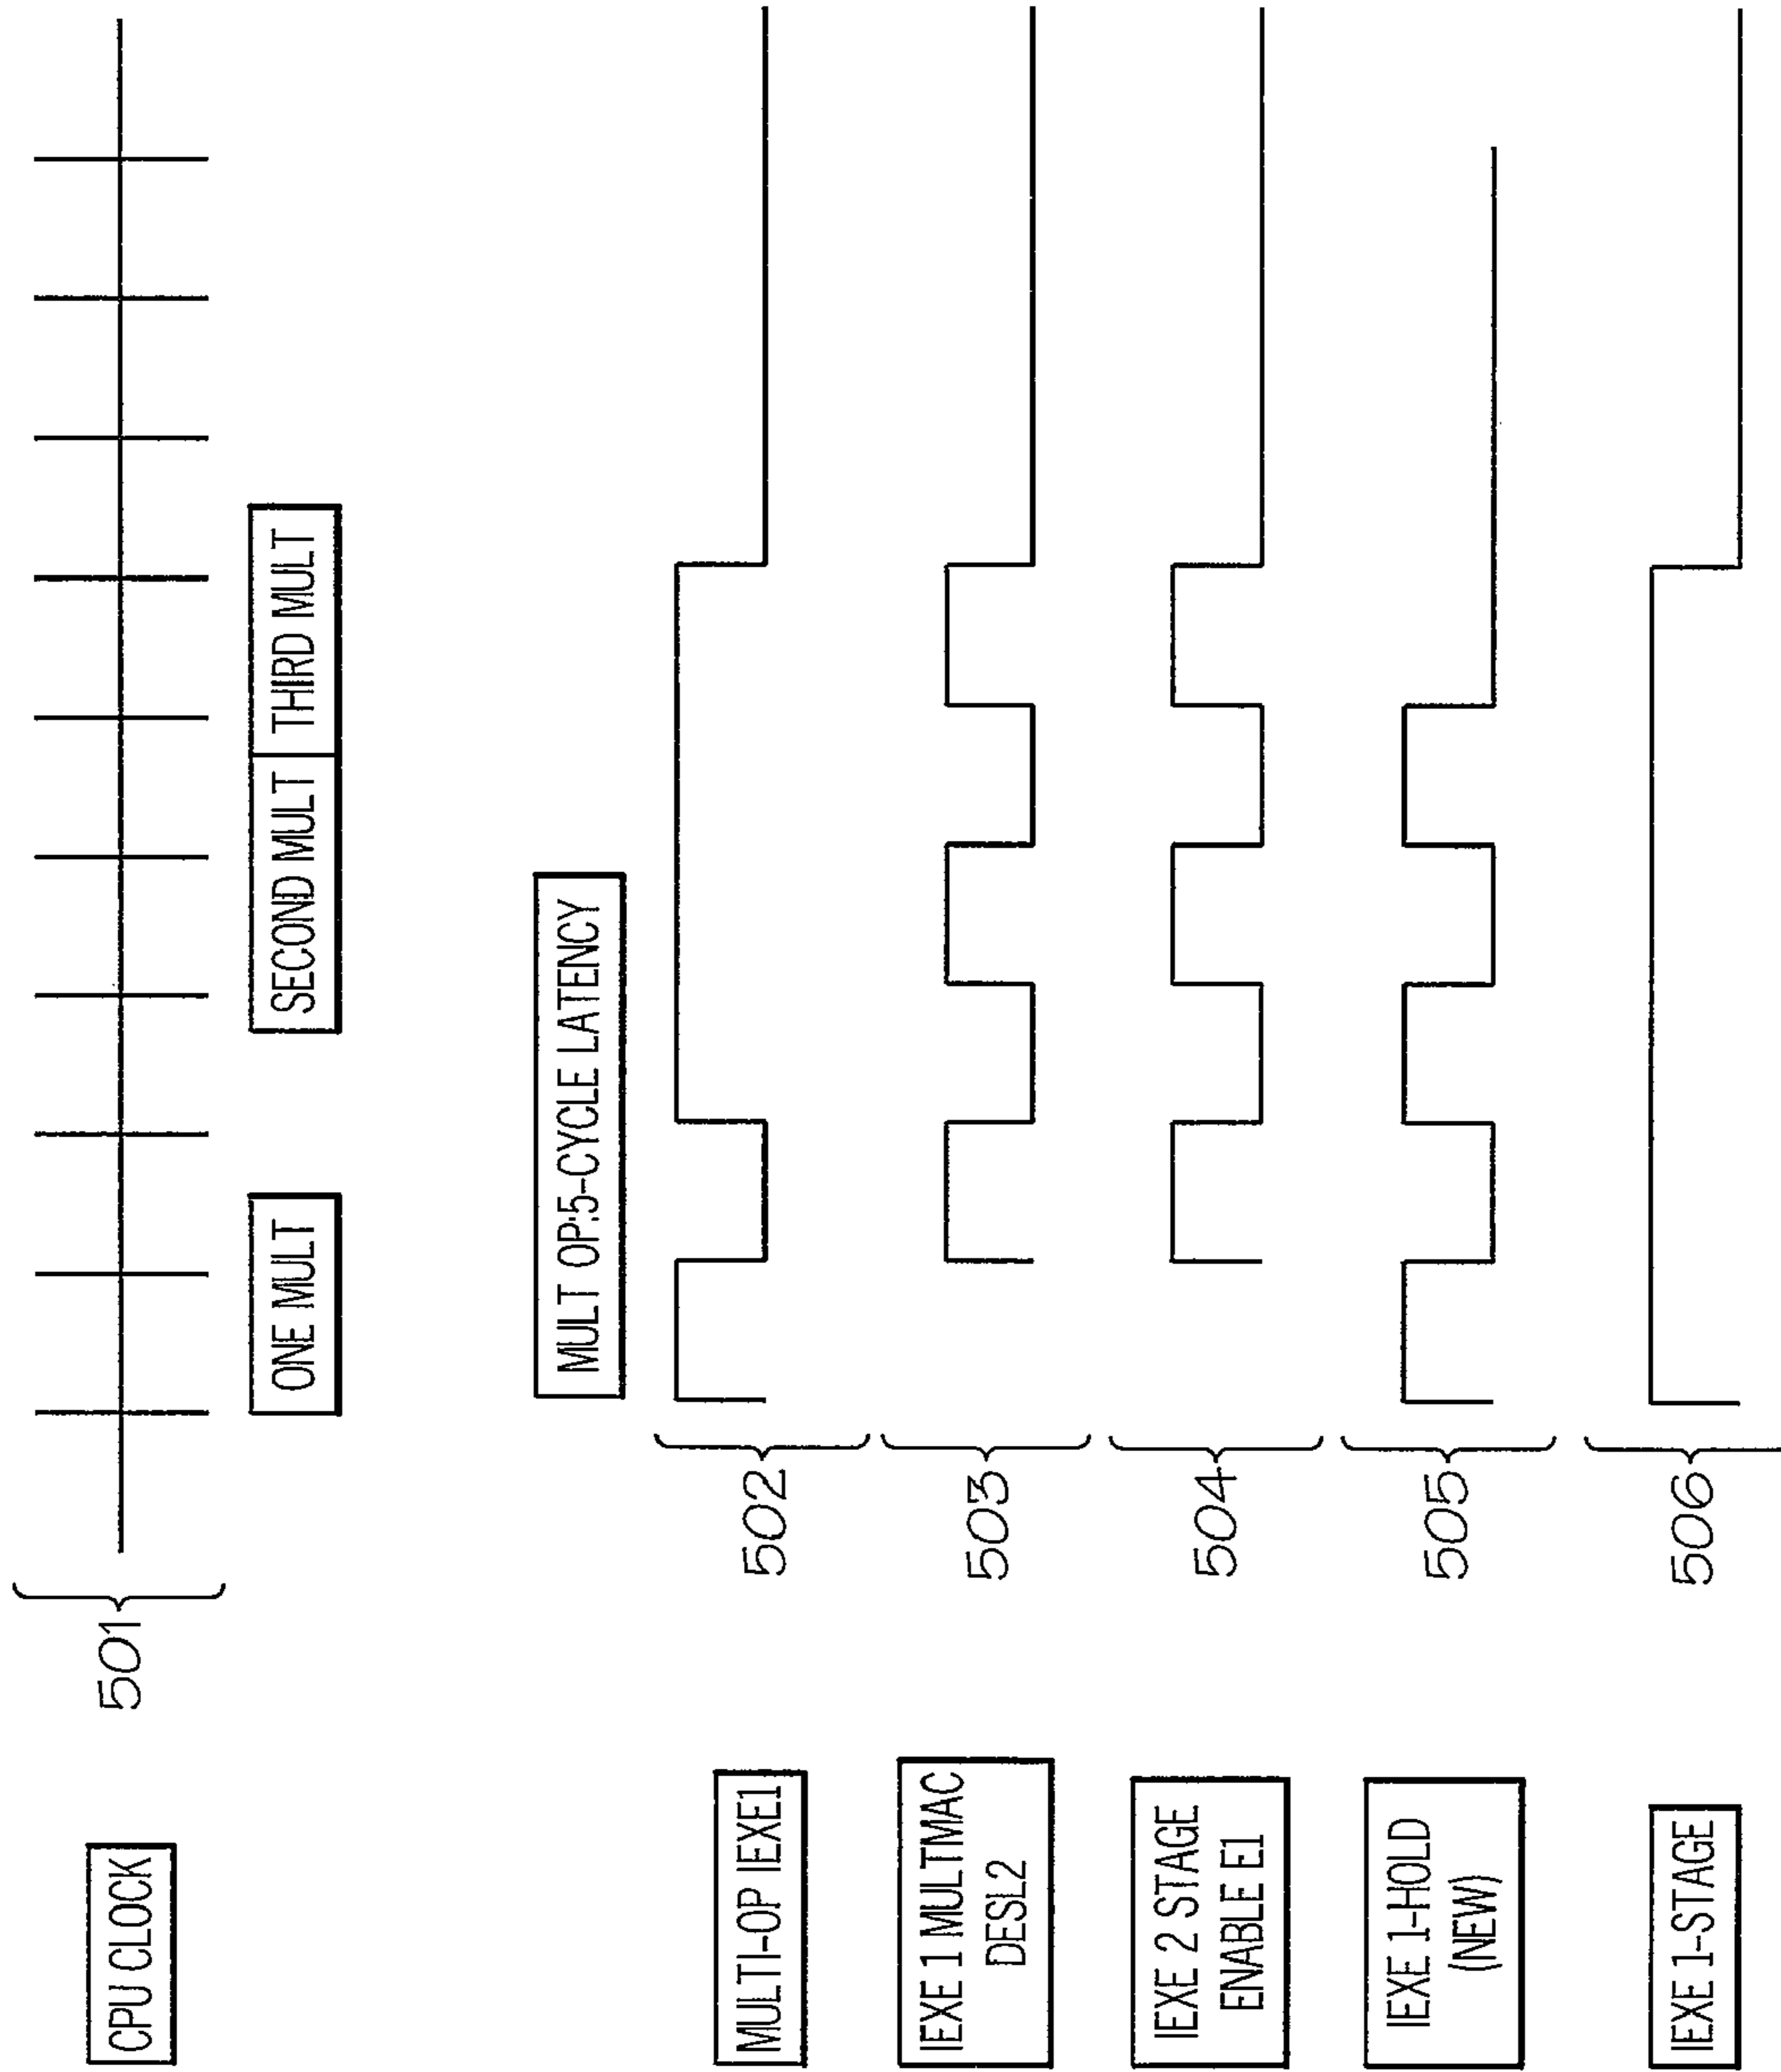 CPU CLOCK
501
ONE MULT
SECOND MULT
THIRD MULT
MULT OP:5-CYCLE LATENCY
MULTI-OP IEXE1
502
IEXE 1 MULTMAC
DESL2
503
IEXE 2 STAGE
ENABLE E1
504
IEXE 1-HOLD
(NEW)
505
IEXE 1-STAGE
506